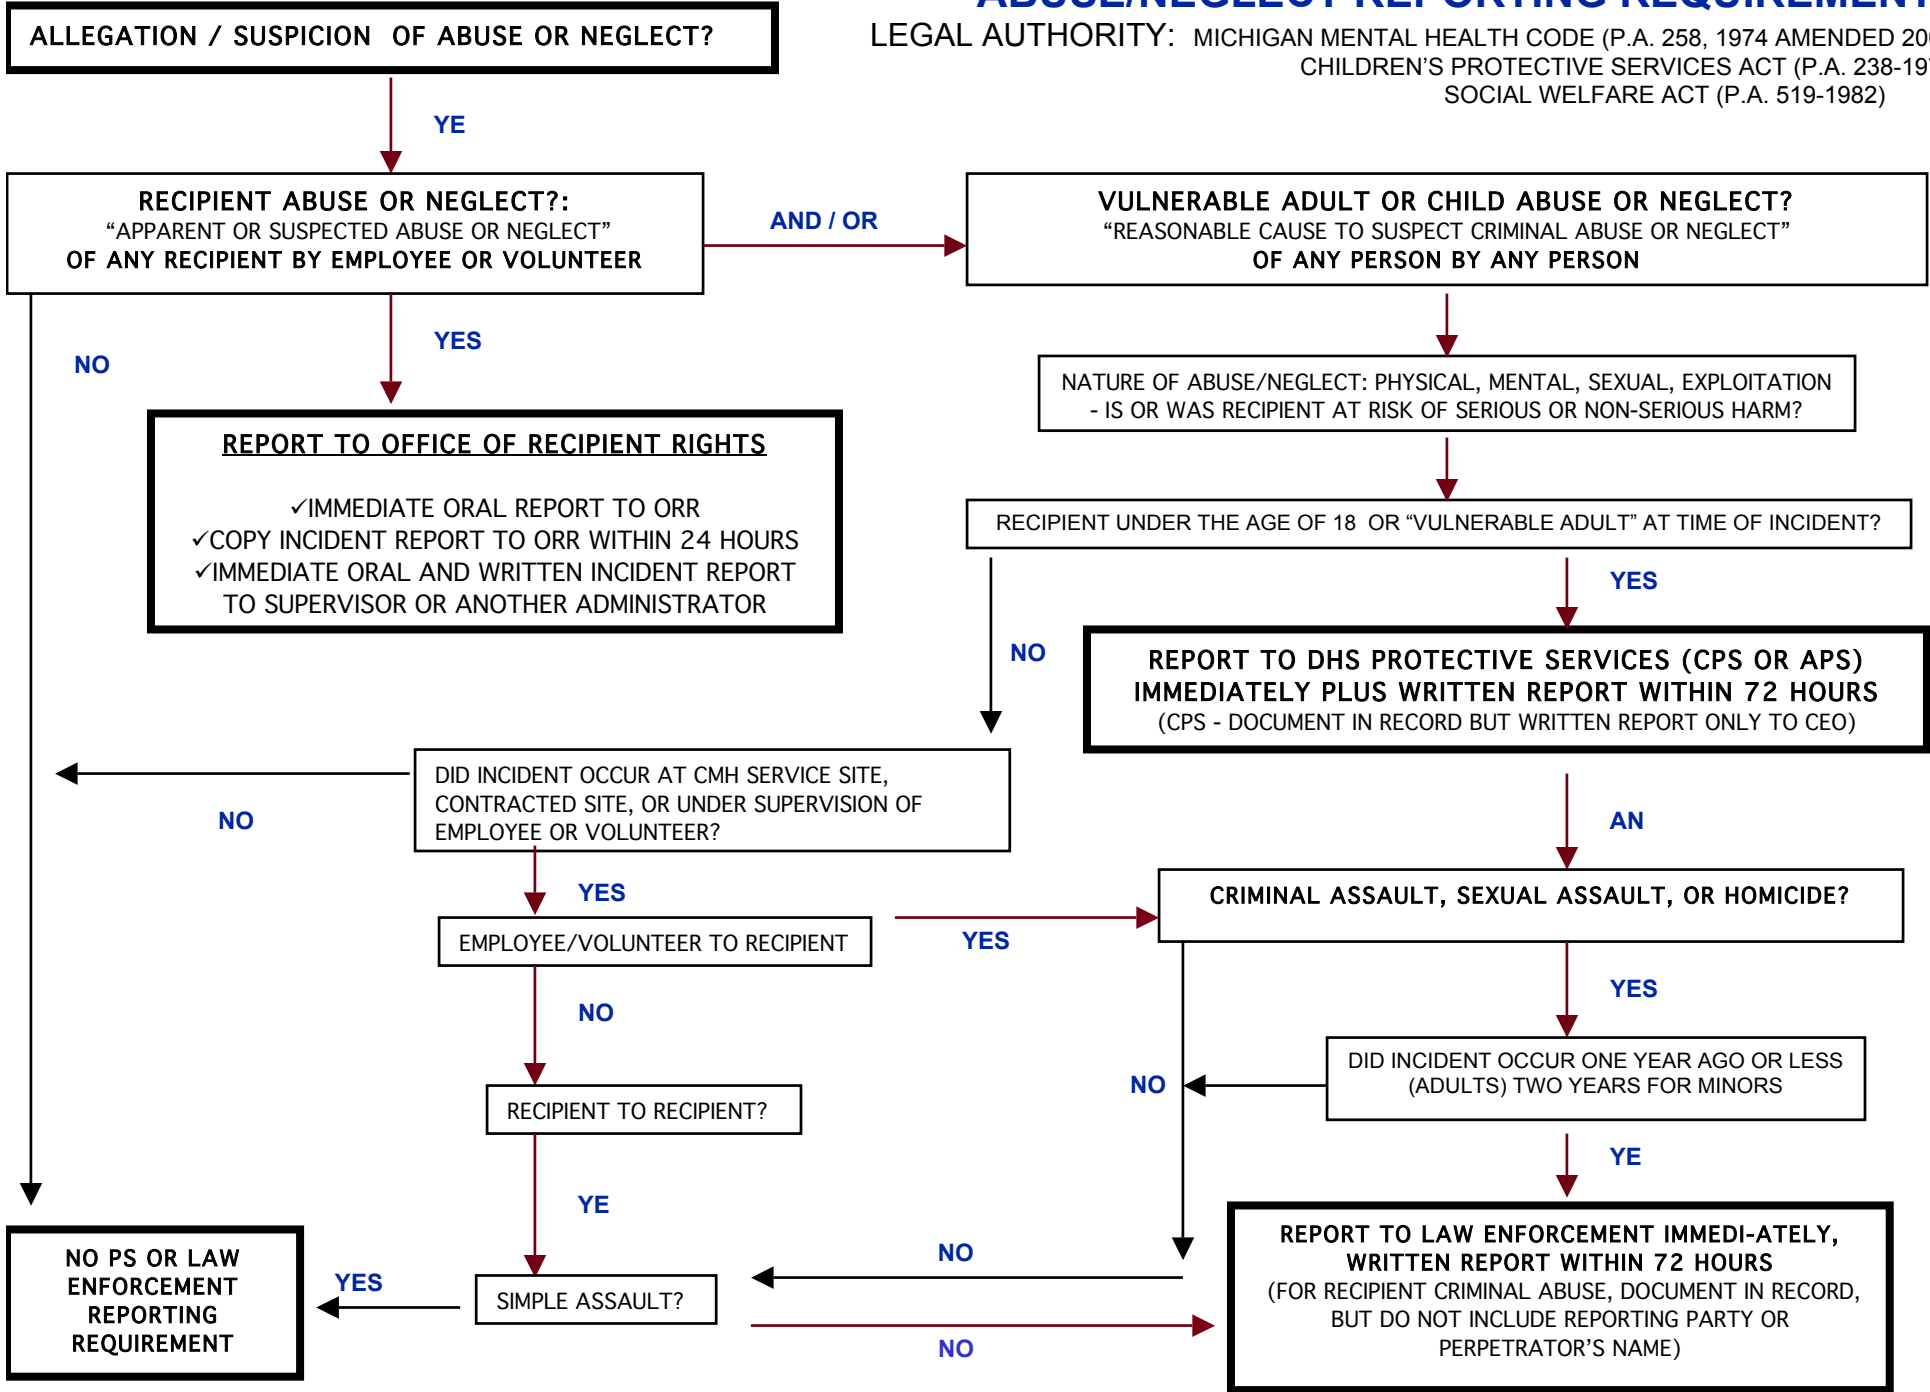 ABUSE/NEGLECT REPORTING REQUIREMENT
ALLEGATION / SUSPICION OF ABUSE OR NEGLECT?
LEGAL AUTHORITY: MICHIGAN MENTAL HEALTH CODE (P.A. 258, 1974 AMENDED 200
CHILDREN’S PROTECTIVE SERVICES ACT (P.A. 238-197
SOCIAL WELFARE ACT (P.A. 519-1982)
YE
RECIPIENT ABUSE OR NEGLECT?:
“APPARENT OR SUSPECTED ABUSE OR NEGLECT”
OF ANY RECIPIENT BY EMPLOYEE OR VOLUNTEER
AND / OR
VULNERABLE ADULT OR CHILD ABUSE OR NEGLECT?
“REASONABLE CAUSE TO SUSPECT CRIMINAL ABUSE OR NEGLECT”
OF ANY PERSON BY ANY PERSON
NO
YES
NATURE OF ABUSE/NEGLECT: PHYSICAL, MENTAL, SEXUAL, EXPLOITATION
- IS OR WAS RECIPIENT AT RISK OF SERIOUS OR NON-SERIOUS HARM?
REPORT TO OFFICE OF RECIPIENT RIGHTS
✓IMMEDIATE ORAL REPORT TO ORR
✓COPY INCIDENT REPORT TO ORR WITHIN 24 HOURS
✓IMMEDIATE ORAL AND WRITTEN INCIDENT REPORT
TO SUPERVISOR OR ANOTHER ADMINISTRATOR
RECIPIENT UNDER THE AGE OF 18 OR “VULNERABLE ADULT” AT TIME OF INCIDENT?
YES
NO
REPORT TO DHS PROTECTIVE SERVICES (CPS OR APS)
IMMEDIATELY PLUS WRITTEN REPORT WITHIN 72 HOURS
(CPS - DOCUMENT IN RECORD BUT WRITTEN REPORT ONLY TO CEO)
DID INCIDENT OCCUR AT CMH SERVICE SITE,
CONTRACTED SITE, OR UNDER SUPERVISION OF
EMPLOYEE OR VOLUNTEER?
NO
AN
YES
CRIMINAL ASSAULT, SEXUAL ASSAULT, OR HOMICIDE?
EMPLOYEE/VOLUNTEER TO RECIPIENT
YES
YES
NO
DID INCIDENT OCCUR ONE YEAR AGO OR LESS
(ADULTS) TWO YEARS FOR MINORS
NO
RECIPIENT TO RECIPIENT?
YE
YE
REPORT TO LAW ENFORCEMENT IMMEDI-ATELY,
WRITTEN REPORT WITHIN 72 HOURS
(FOR RECIPIENT CRIMINAL ABUSE, DOCUMENT IN RECORD,
BUT DO NOT INCLUDE REPORTING PARTY OR
PERPETRATOR’S NAME)
NO
NO PS OR LAW
ENFORCEMENT
REPORTING
REQUIREMENT
YES
SIMPLE ASSAULT?
NO